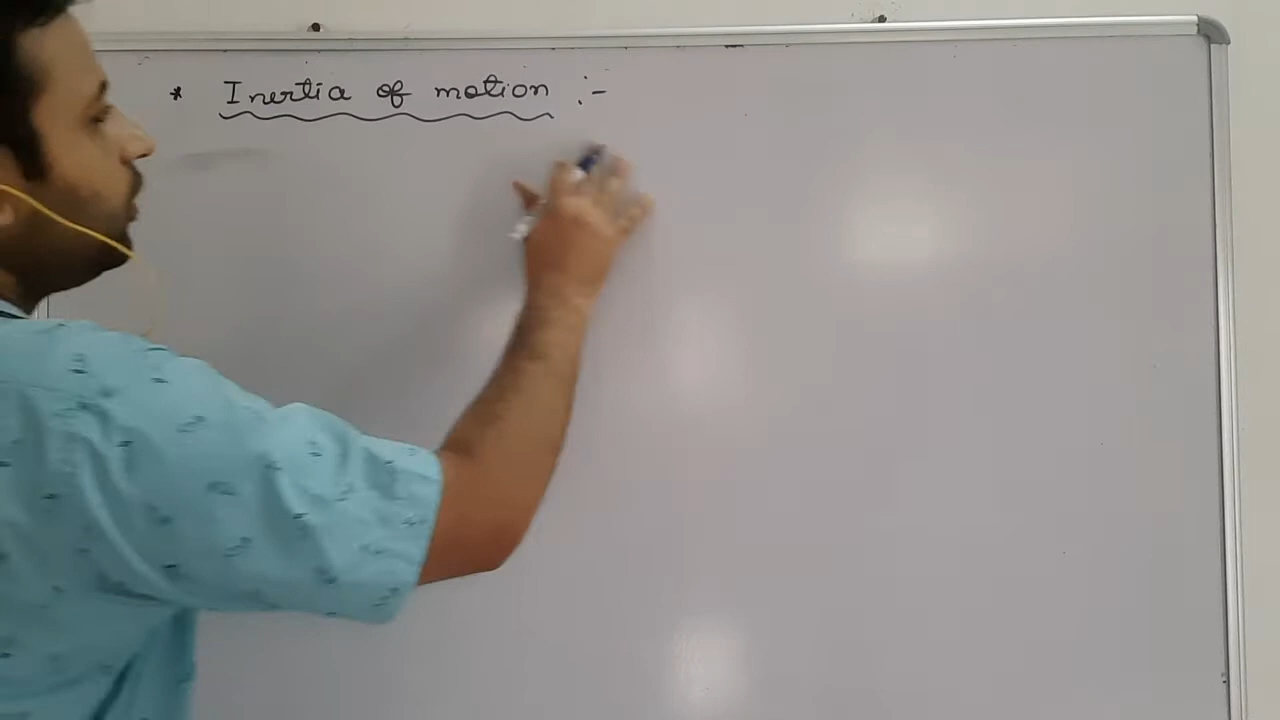 * Inertia of motion :-